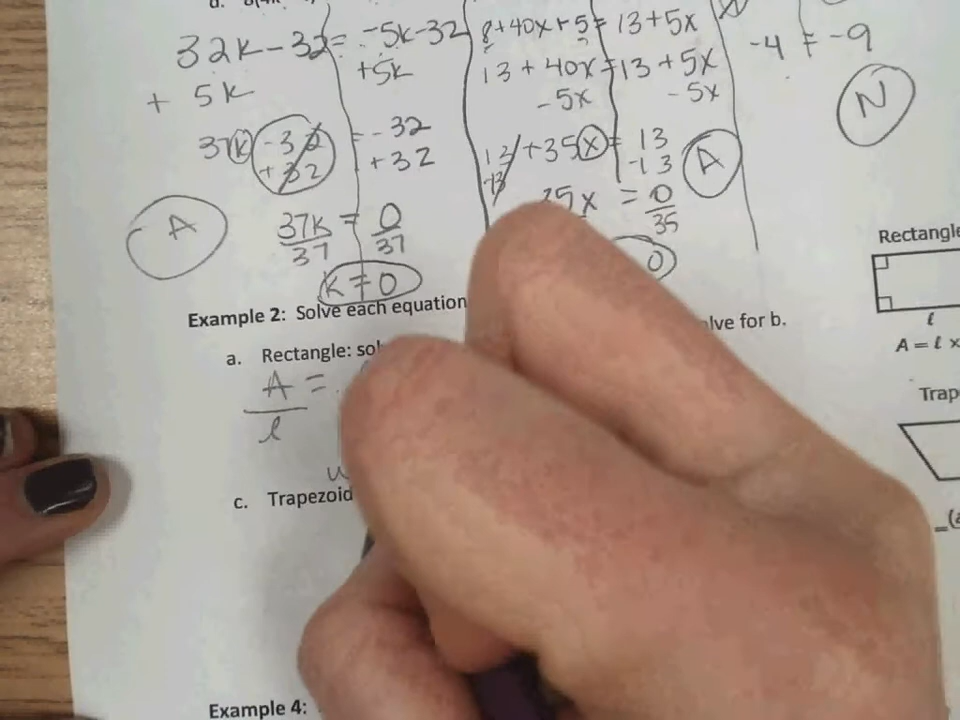 32k - 32 = -5k - 32
+ 5k +5k
37k - 32 = -32
+32 +32
37k = 0
37 37
k = 0
A
8 + 40x + 5 = 13 + 5x
13 + 40x = 13 + 5x
- 5x - 5x
13 + 35x = 13
-13 -13
35x = 0
35
0
A
-4 ≠ -9
N
Example 2: Solve each equation
lve for b.
a. Rectangle: sol
A =
l
w
c. Trapezoid
Example 4:
Rectangle
ℓ
A = ℓ x
Trap